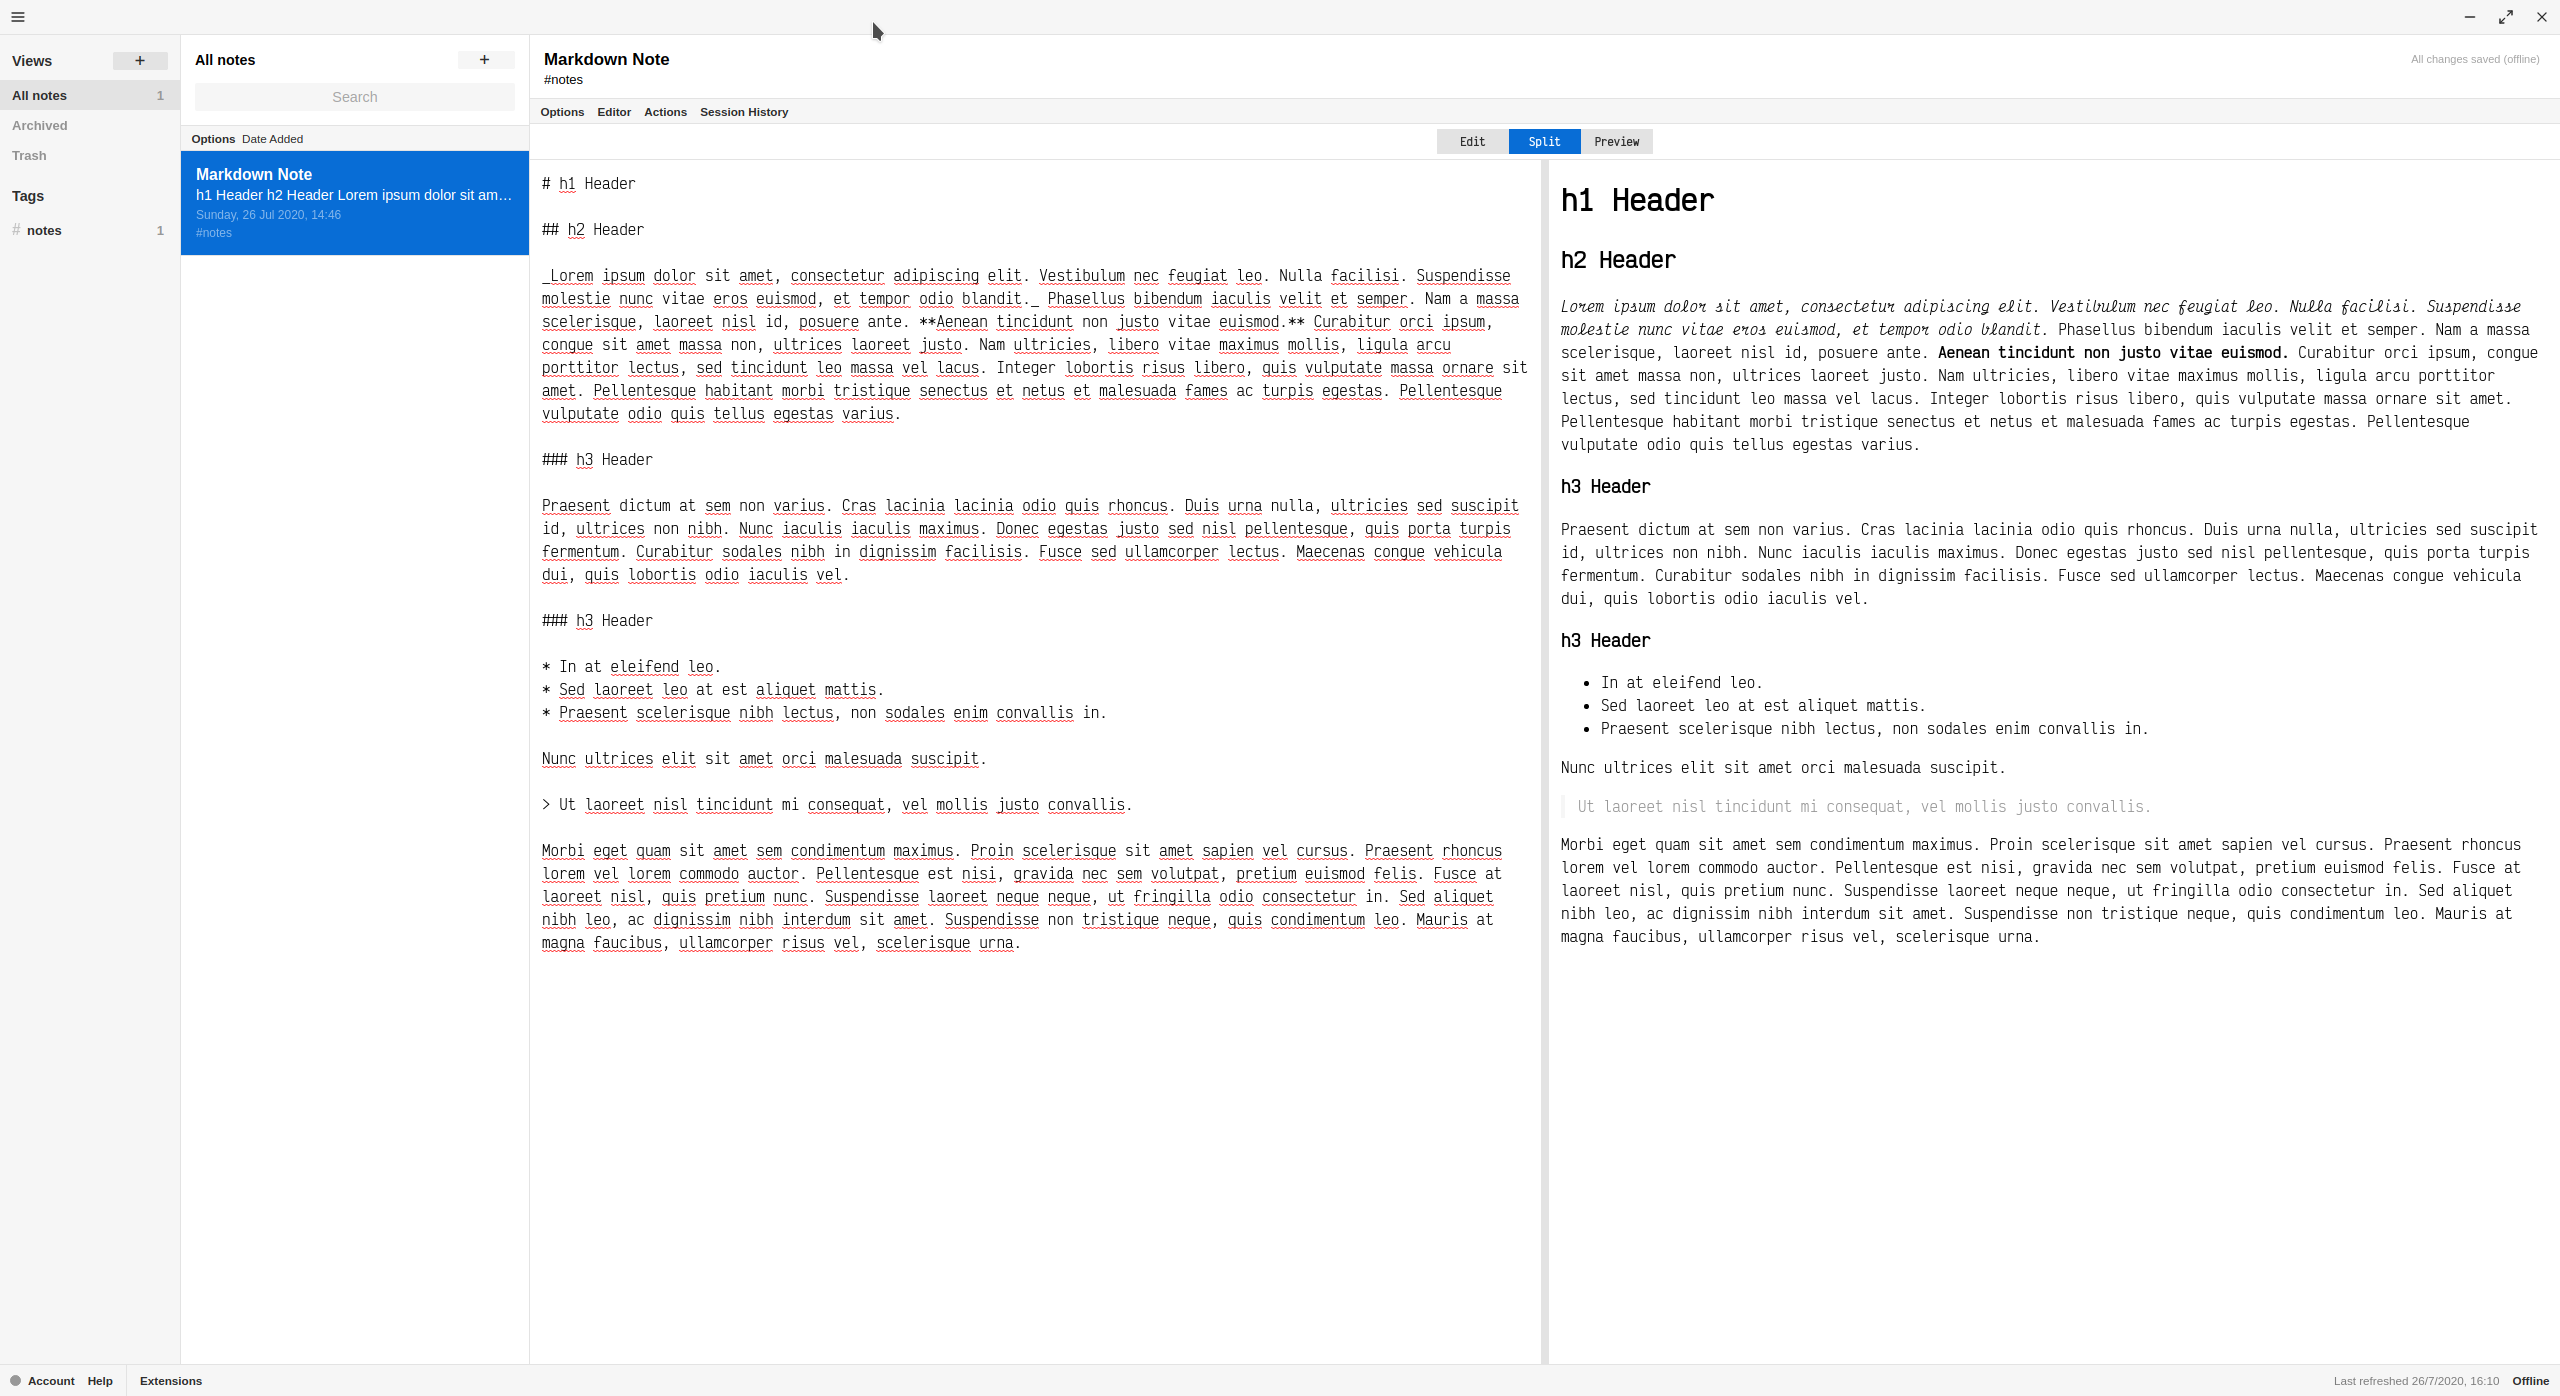 Views +
All notes 1
Archived
Trash
Tags
# notes 1
All notes +
Search
Options Date Added
Markdown Note
h1 Header h2 Header Lorem ipsum dolor sit am…
Sunday, 26 Jul 2020, 14:46
#notes
Markdown Note
#notes
All changes saved (offline)
Options Editor Actions Session History
Edit Split Preview
# h1 Header
## h2 Header
_Lorem ipsum dolor sit amet, consectetur adipiscing elit. Vestibulum nec feugiat leo. Nulla facilisi. Suspendisse
molestie nunc vitae eros euismod, et tempor odio blandit._ Phasellus bibendum iaculis velit et semper. Nam a massa
scelerisque, laoreet nisl id, posuere ante. **Aenean tincidunt non justo vitae euismod.** Curabitur orci ipsum,
congue sit amet massa non, ultrices laoreet justo. Nam ultricies, libero vitae maximus mollis, ligula arcu
porttitor lectus, sed tincidunt leo massa vel lacus. Integer lobortis risus libero, quis vulputate massa ornare sit
amet. Pellentesque habitant morbi tristique senectus et netus et malesuada fames ac turpis egestas. Pellentesque
vulputate odio quis tellus egestas varius.
### h3 Header
Praesent dictum at sem non varius. Cras lacinia lacinia odio quis rhoncus. Duis urna nulla, ultricies sed suscipit
id, ultrices non nibh. Nunc iaculis iaculis maximus. Donec egestas justo sed nisl pellentesque, quis porta turpis
fermentum. Curabitur sodales nibh in dignissim facilisis. Fusce sed ullamcorper lectus. Maecenas congue vehicula
dui, quis lobortis odio iaculis vel.
### h3 Header
* In at eleifend leo.
* Sed laoreet leo at est aliquet mattis.
* Praesent scelerisque nibh lectus, non sodales enim convallis in.
Nunc ultrices elit sit amet orci malesuada suscipit.
> Ut laoreet nisl tincidunt mi consequat, vel mollis justo convallis.
Morbi eget quam sit amet sem condimentum maximus. Proin scelerisque sit amet sapien vel cursus. Praesent rhoncus
lorem vel lorem commodo auctor. Pellentesque est nisi, gravida nec sem volutpat, pretium euismod felis. Fusce at
laoreet nisl, quis pretium nunc. Suspendisse laoreet neque neque, ut fringilla odio consectetur in. Sed aliquet
nibh leo, ac dignissim nibh interdum sit amet. Suspendisse non tristique neque, quis condimentum leo. Mauris at
magna faucibus, ullamcorper risus vel, scelerisque urna.
h1 Header
h2 Header
Lorem ipsum dolor sit amet, consectetur adipiscing elit. Vestibulum nec feugiat leo. Nulla facilisi. Suspendisse
molestie nunc vitae eros euismod, et tempor odio blandit. Phasellus bibendum iaculis velit et semper. Nam a massa
scelerisque, laoreet nisl id, posuere ante. Aenean tincidunt non justo vitae euismod. Curabitur orci ipsum, congue
sit amet massa non, ultrices laoreet justo. Nam ultricies, libero vitae maximus mollis, ligula arcu porttitor
lectus, sed tincidunt leo massa vel lacus. Integer lobortis risus libero, quis vulputate massa ornare sit amet.
Pellentesque habitant morbi tristique senectus et netus et malesuada fames ac turpis egestas. Pellentesque
vulputate odio quis tellus egestas varius.
h3 Header
Praesent dictum at sem non varius. Cras lacinia lacinia odio quis rhoncus. Duis urna nulla, ultricies sed suscipit
id, ultrices non nibh. Nunc iaculis iaculis maximus. Donec egestas justo sed nisl pellentesque, quis porta turpis
fermentum. Curabitur sodales nibh in dignissim facilisis. Fusce sed ullamcorper lectus. Maecenas congue vehicula
dui, quis lobortis odio iaculis vel.
h3 Header
• In at eleifend leo.
• Sed laoreet leo at est aliquet mattis.
• Praesent scelerisque nibh lectus, non sodales enim convallis in.
Nunc ultrices elit sit amet orci malesuada suscipit.
Ut laoreet nisl tincidunt mi consequat, vel mollis justo convallis.
Morbi eget quam sit amet sem condimentum maximus. Proin scelerisque sit amet sapien vel cursus. Praesent rhoncus
lorem vel lorem commodo auctor. Pellentesque est nisi, gravida nec sem volutpat, pretium euismod felis. Fusce at
laoreet nisl, quis pretium nunc. Suspendisse laoreet neque neque, ut fringilla odio consectetur in. Sed aliquet
nibh leo, ac dignissim nibh interdum sit amet. Suspendisse non tristique neque, quis condimentum leo. Mauris at
magna faucibus, ullamcorper risus vel, scelerisque urna.
Account Help Extensions
Last refreshed 26/7/2020, 16:10 Offline